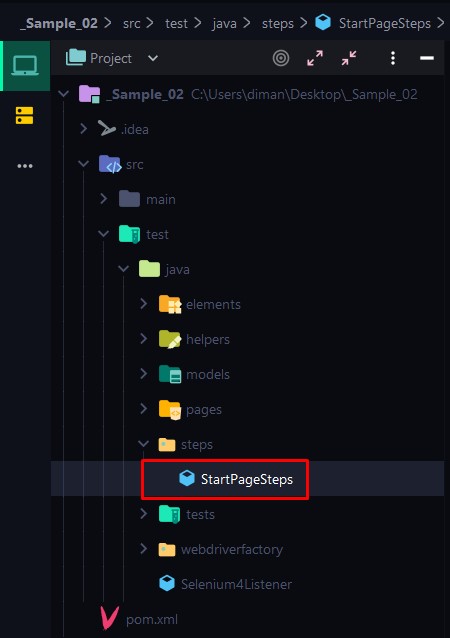 _Sample_02 > src > test > java > steps > StartPageSteps >
Project
_Sample_02 C:\Users\diman\Desktop\_Sample_02
.idea
src
main
test
java
elements
helpers
models
pages
steps
StartPageSteps
tests
webdriverfactory
Selenium4Listener
pom.xml